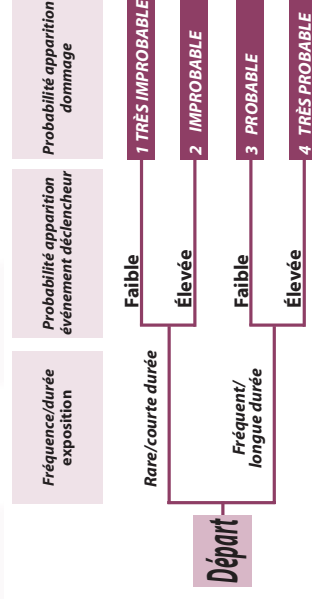 Fréquence/durée
exposition
Probabilité apparition
événement déclencheur
Probabilité apparition
dommage
Départ
Rare/courte durée
Fréquent/
longue durée
Faible
Élevée
Faible
Élevée
1 TRÈS IMPROBABLE
2 IMPROBABLE
3 PROBABLE
4 TRÈS PROBABLE